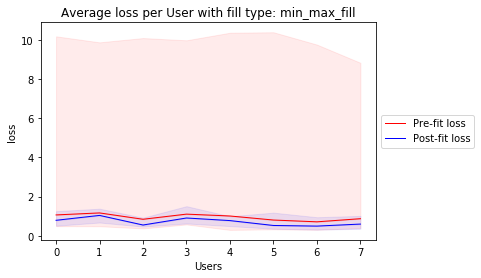 Average loss per User with fill type: min_max_fill
10
8
6
4
2
0
loss
0 1 2 3 4 5 6 7
Users
Pre-fit loss
Post-fit loss